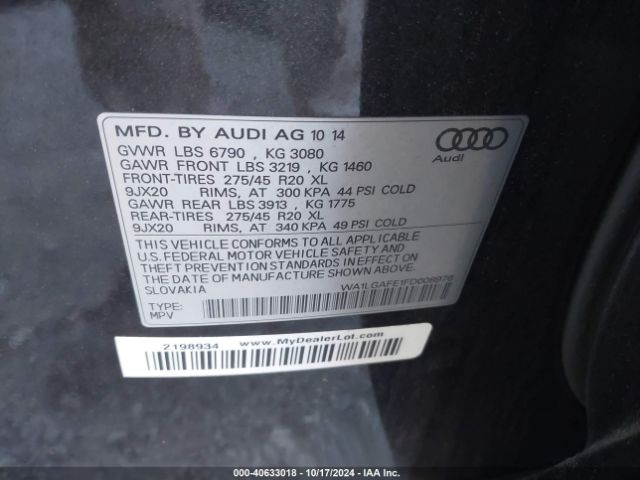 MFD. BY AUDI AG 10 14
Audi
GVWR LBS 6790 , KG 3080
GAWR FRONT LBS 3219 , KG 1460
FRONT-TIRES 275/45 R20 XL
9JX20 RIMS, AT 300 KPA 44 PSI COLD
GAWR REAR LBS 3913 , KG 1775
REAR-TIRES 275/45 R20 XL
9JX20 RIMS, AT 340 KPA 49 PSI COLD
THIS VEHICLE CONFORMS TO ALL APPLICABLE
U.S. FEDERAL MOTOR VEHICLE SAFETY AND
THEFT PREVENTION STANDARDS IN EFFECT ON
THE DATE OF MANUFACTURE SHOWN ABOVE
SLOVAKIA
TYPE:
MPV
2198934 www.MyDealerLot.com
000-40633018 - 10/17/2024 - IAA Inc.